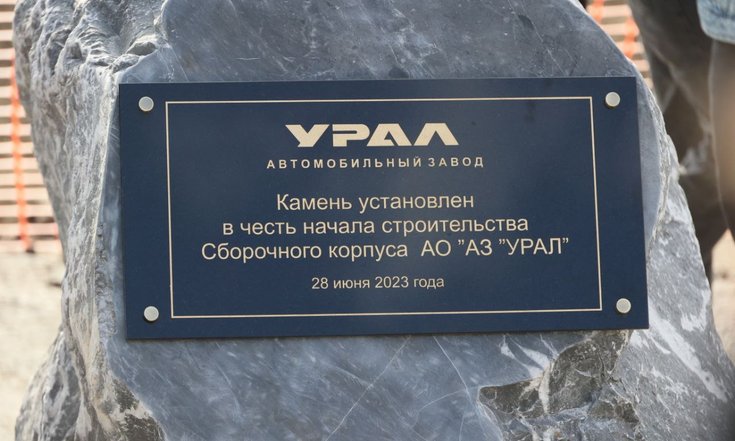 УРАЛ
АВТОМОБИЛЬНЫЙ ЗАВОД
Камень установлен
в честь начала строительства
Сборочного корпуса АО "АЗ "УРАЛ"
28 июня 2023 года